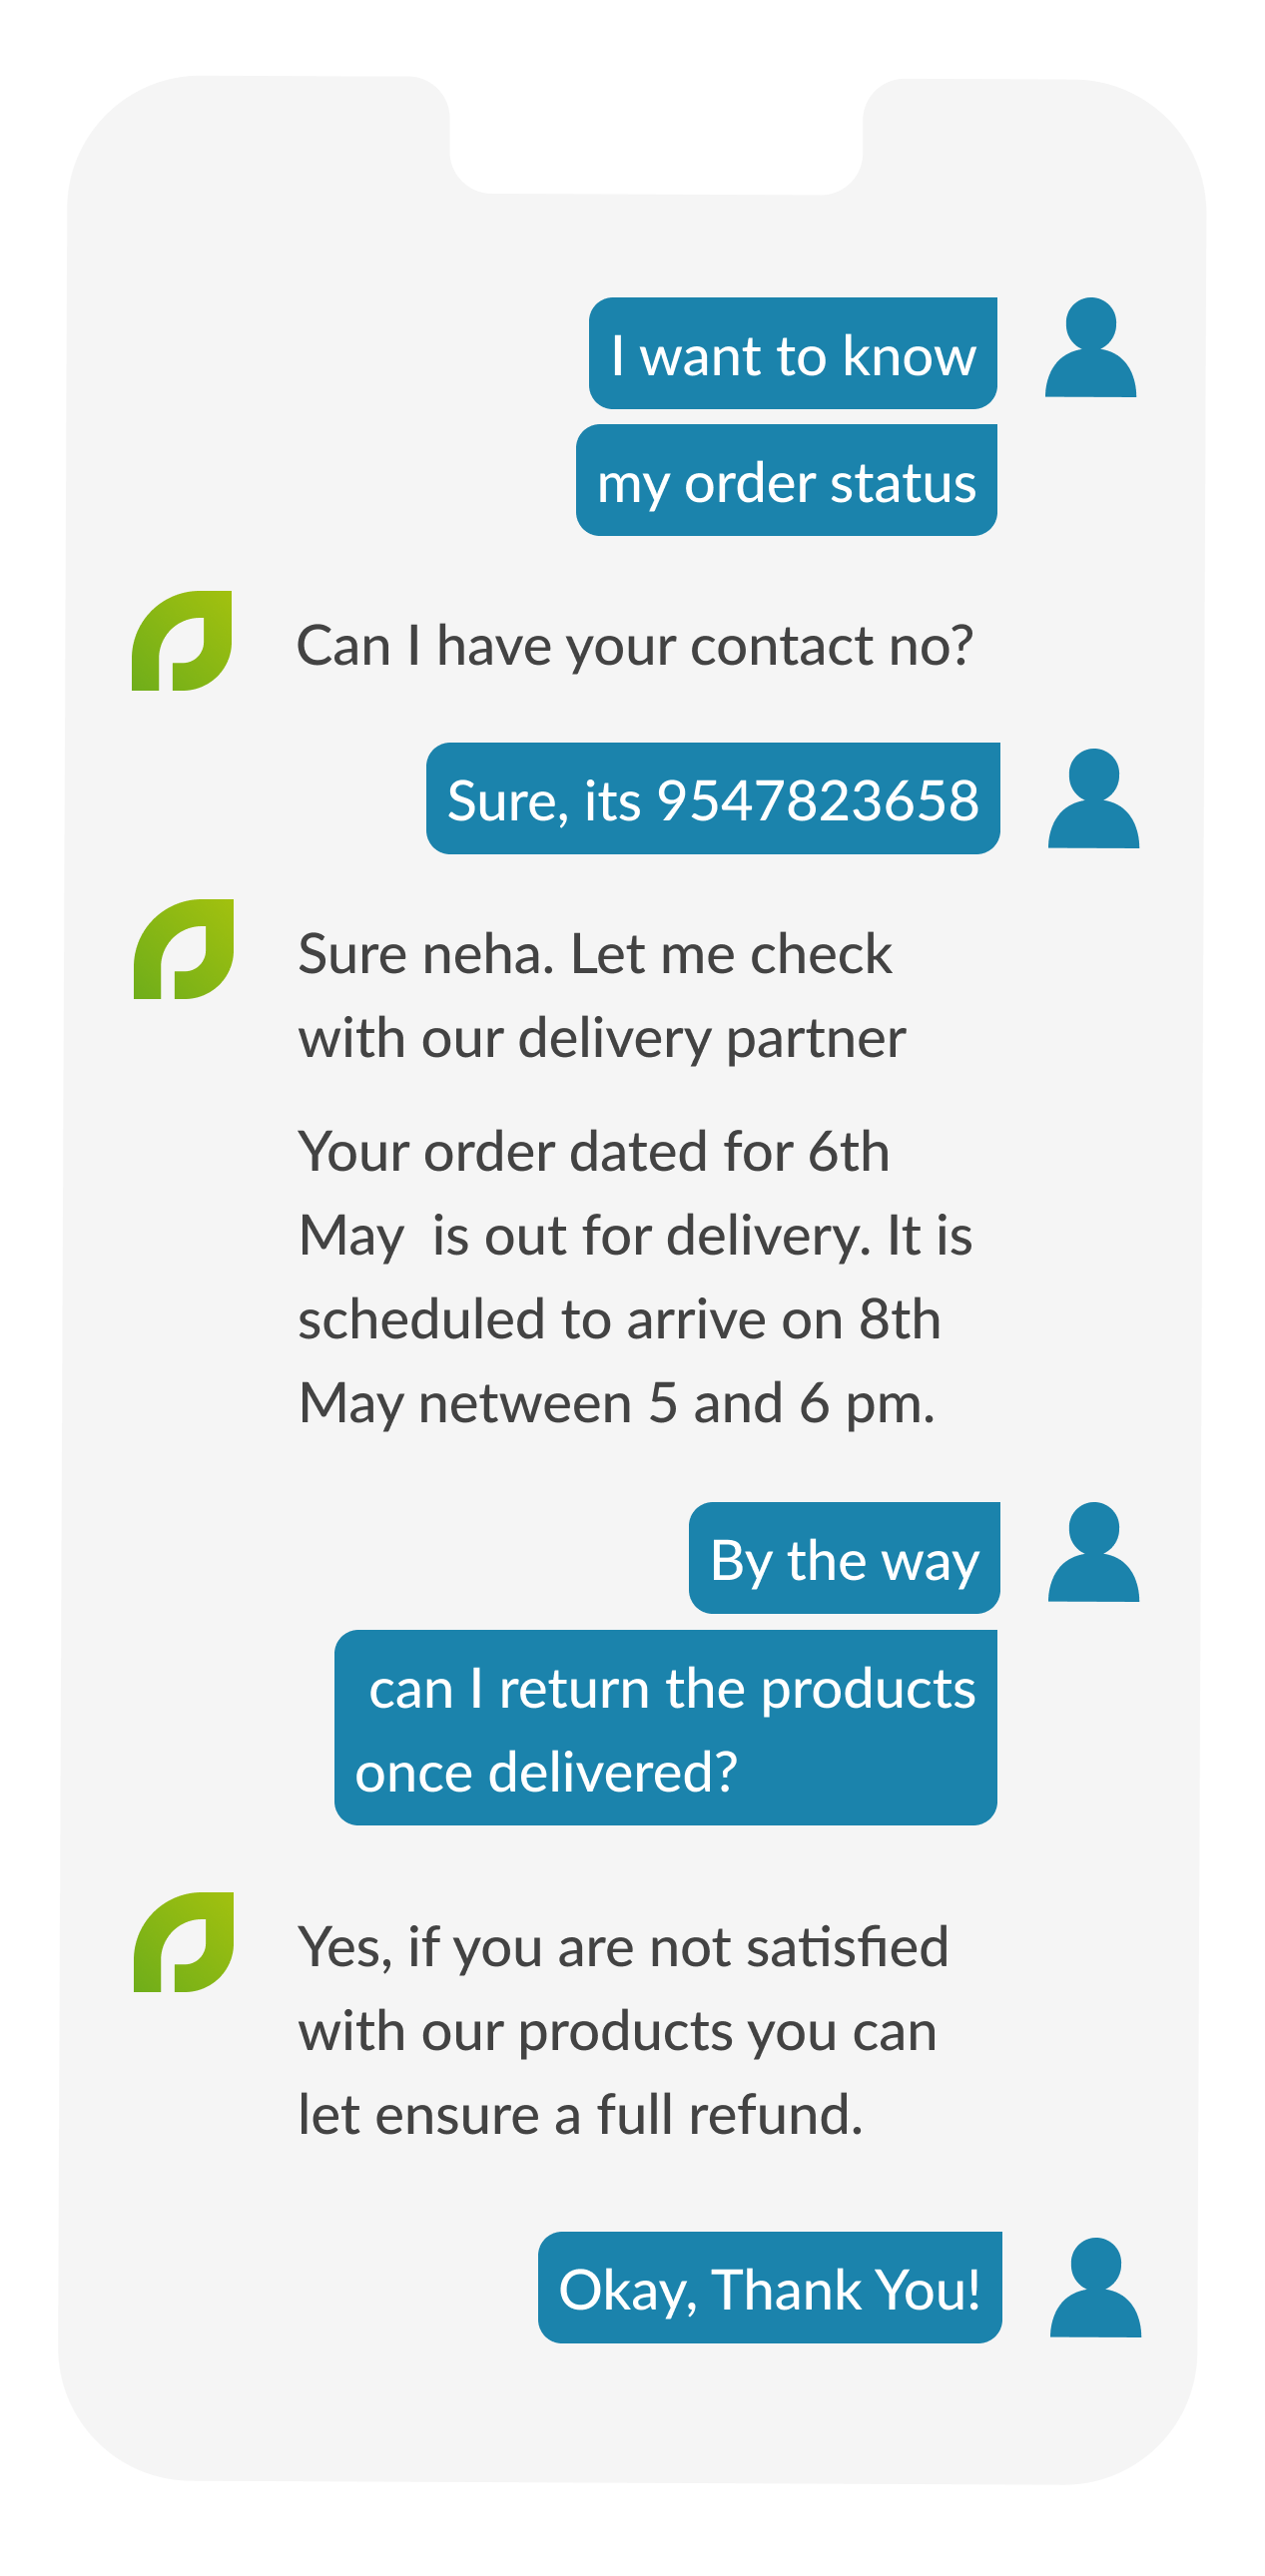 I want to know
my order status
Can I have your contact no?
Sure, its 9547823658
Sure neha. Let me check
with our delivery partner
Your order dated for 6th
May  is out for delivery. It is
scheduled to arrive on 8th
May netween 5 and 6 pm.
By the way
can I return the products
once delivered?
Yes, if you are not satisfied
with our products you can
let ensure a full refund.
Okay, Thank You!